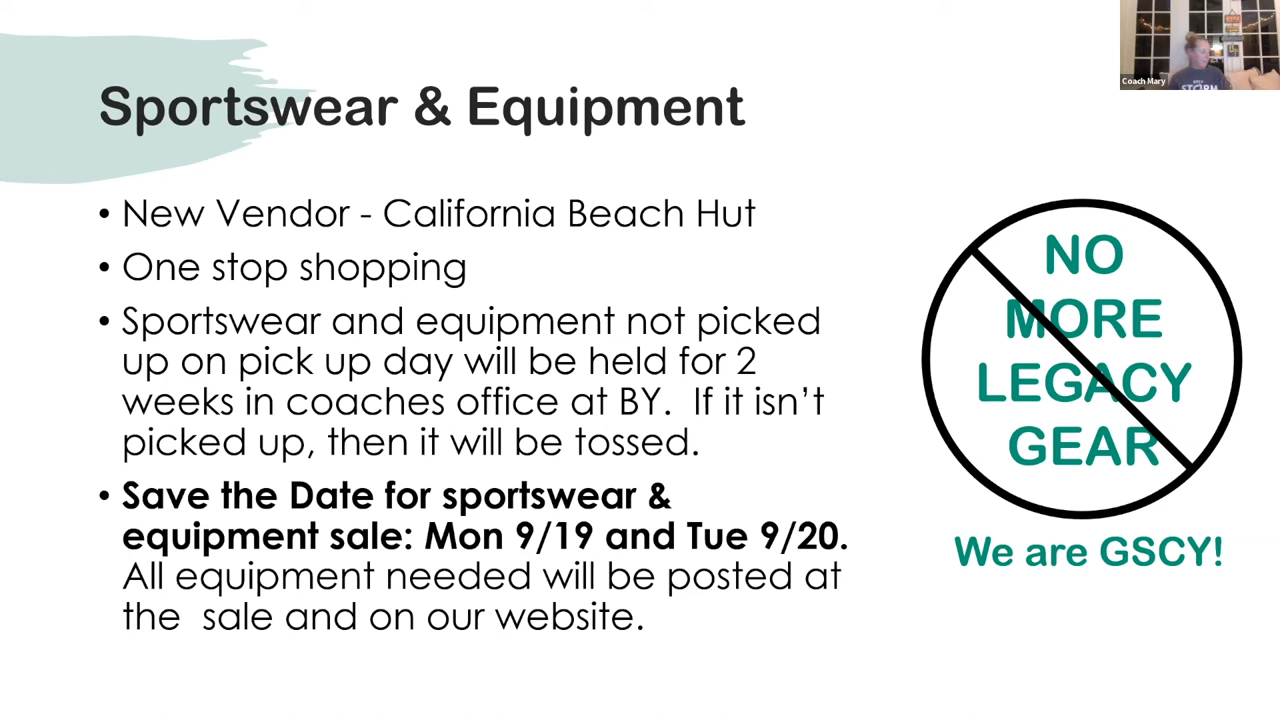 Coach Mary
STORM
Sportswear & Equipment
• New Vendor - California Beach Hut
• One stop shopping
• Sportswear and equipment not picked
up on pick up day will be held for 2
weeks in coaches office at BY.  If it isn't
picked up, then it will be tossed.
• Save the Date for sportswear &
equipment sale: Mon 9/19 and Tue 9/20.
All equipment needed will be posted at
the  sale and on our website.
NO
MORE
LEGACY
GEAR
We are GSCY!